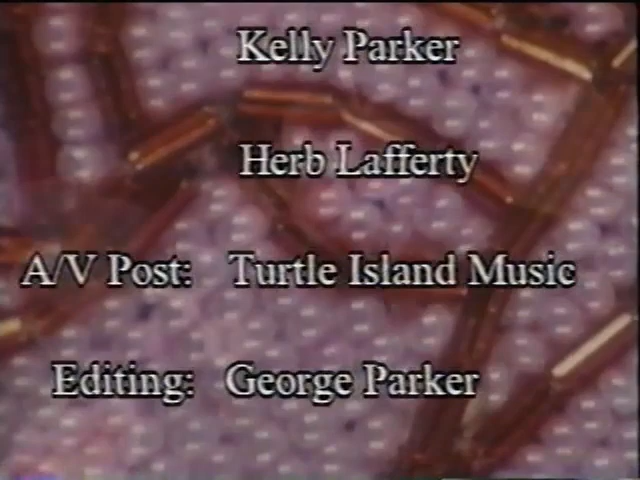 Kelly Parker
Herb Lafferty
A/V Post: Turtle Island Music
Editing: George Parker